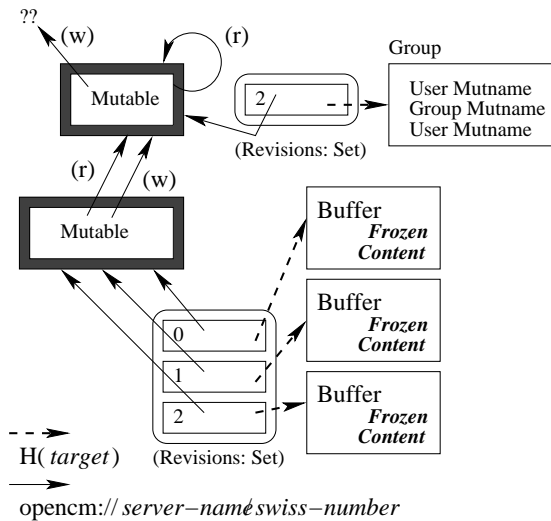 ??
(w)
(r)
Mutable
2
(Revisions: Set)
Group
User Mutname
Group Mutname
User Mutname
(r)
(w)
Mutable
Buffer
Frozen
Content
Buffer
Frozen
Content
Buffer
Frozen
Content
0
1
2
(Revisions: Set)
H(target)
opencm://server-name/swiss-number